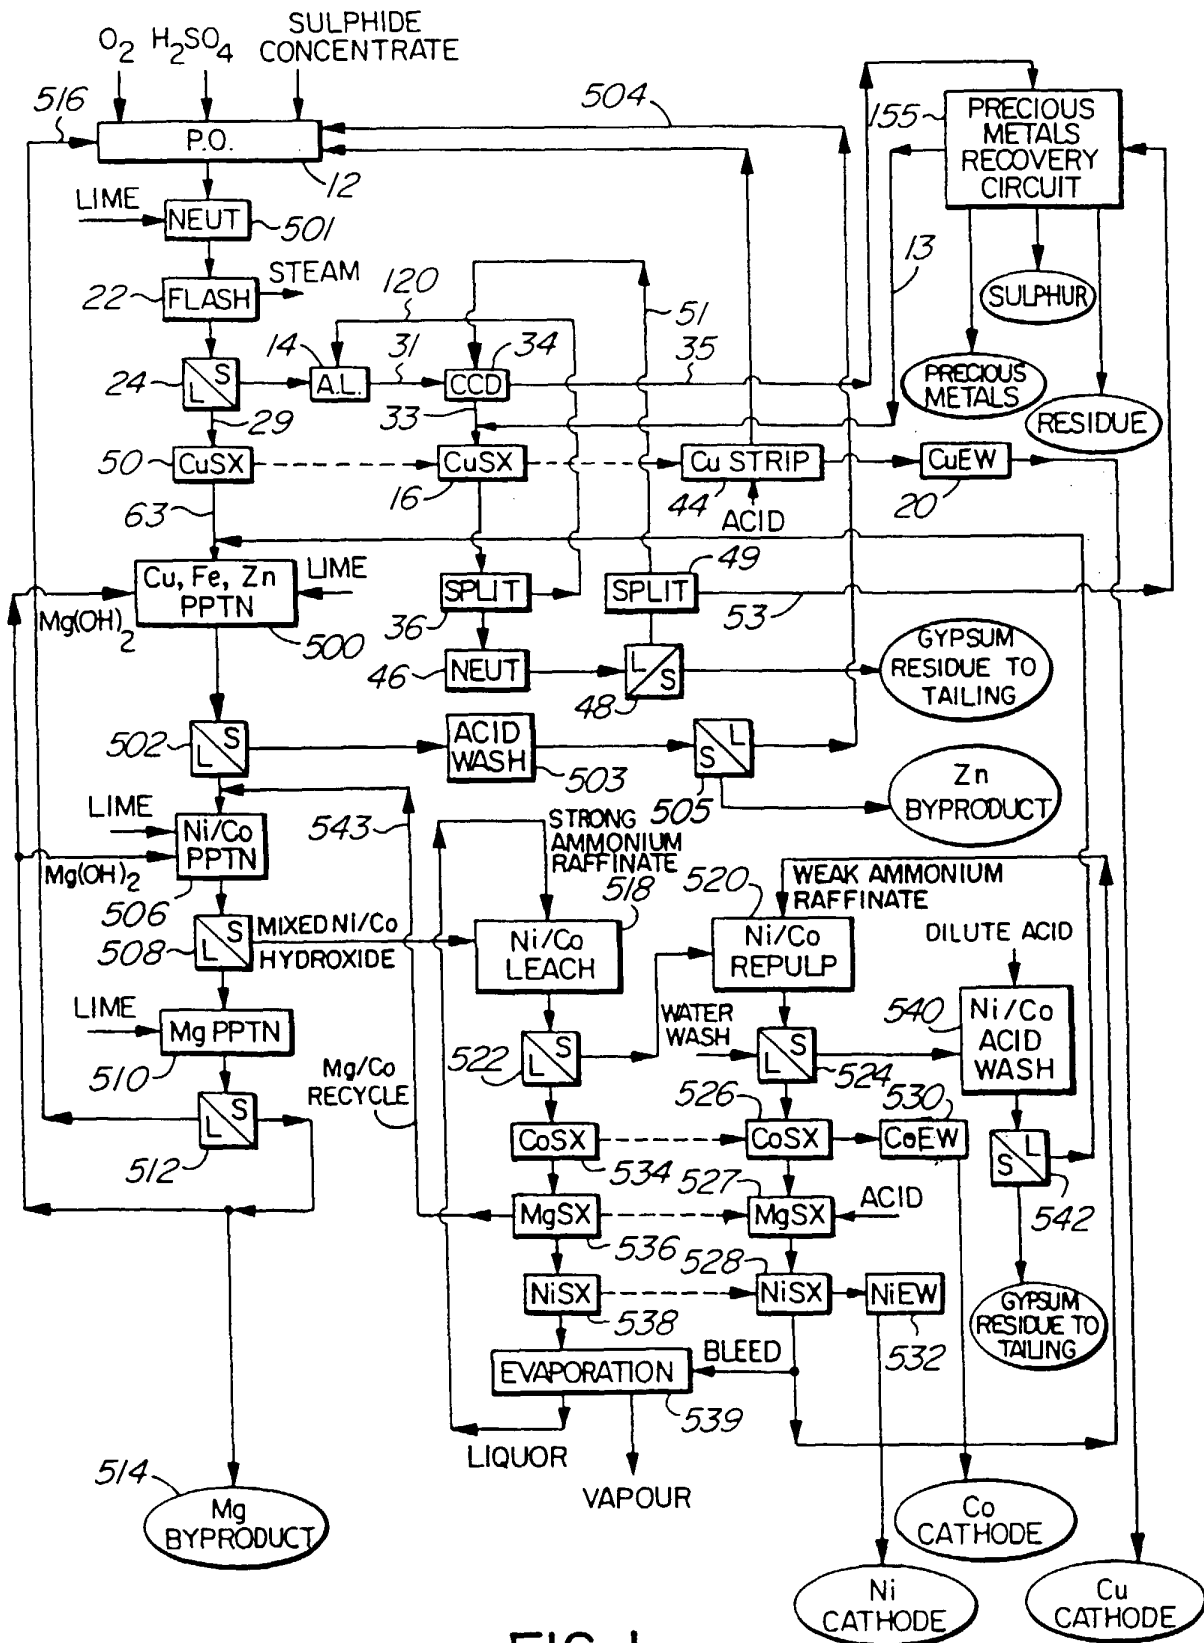 O2 H2SO4
SULPHIDE
CONCENTRATE
516
504
155
PRECIOUS
METALS
RECOVERY
CIRCUIT
P.O.
12
LIME
NEUT
501
13
STEAM
22
FLASH
120
51
SULPHUR
14
31
34
35
24
L S
A.L.
CCD
PRECIOUS
METALS
29
33
RESIDUE
50
CuSX
CuSX
Cu STRIP
CuEW
16
44
20
63
ACID
Cu, Fe, Zn
PPTN
LIME
49
SPLIT
SPLIT
Mg(OH)2
500
36
53
GYPSUM
RESIDUE TO
TAILING
46
NEUT
L S
48
502
L S
ACID
WASH
503
S L
505
Zn
BYPRODUCT
LIME
543
STRONG
AMMONIUM
RAFFINATE
Ni/Co
PPTN
Mg(OH)2
506
518
520
WEAK AMMONIUM
RAFFINATE
508
L S
MIXED Ni/Co
HYDROXIDE
Ni/Co
LEACH
Ni/Co
REPULP
DILUTE ACID
LIME
Mg PPTN
510
WATER
WASH
540
Ni/Co
ACID
WASH
522
L S
L S
524
Mg/Co
RECYCLE
L S
512
526
530
CoSX
CoSX
CoEW
534
S L
542
527
ACID
MgSX
MgSX
536
528
NiSX
NiSX
NiEW
538
532
GYPSUM
RESIDUE TO
TAILING
BLEED
EVAPORATION
539
LIQUOR
VAPOUR
514
Mg
BYPRODUCT
Co
CATHODE
Ni
CATHODE
Cu
CATHODE